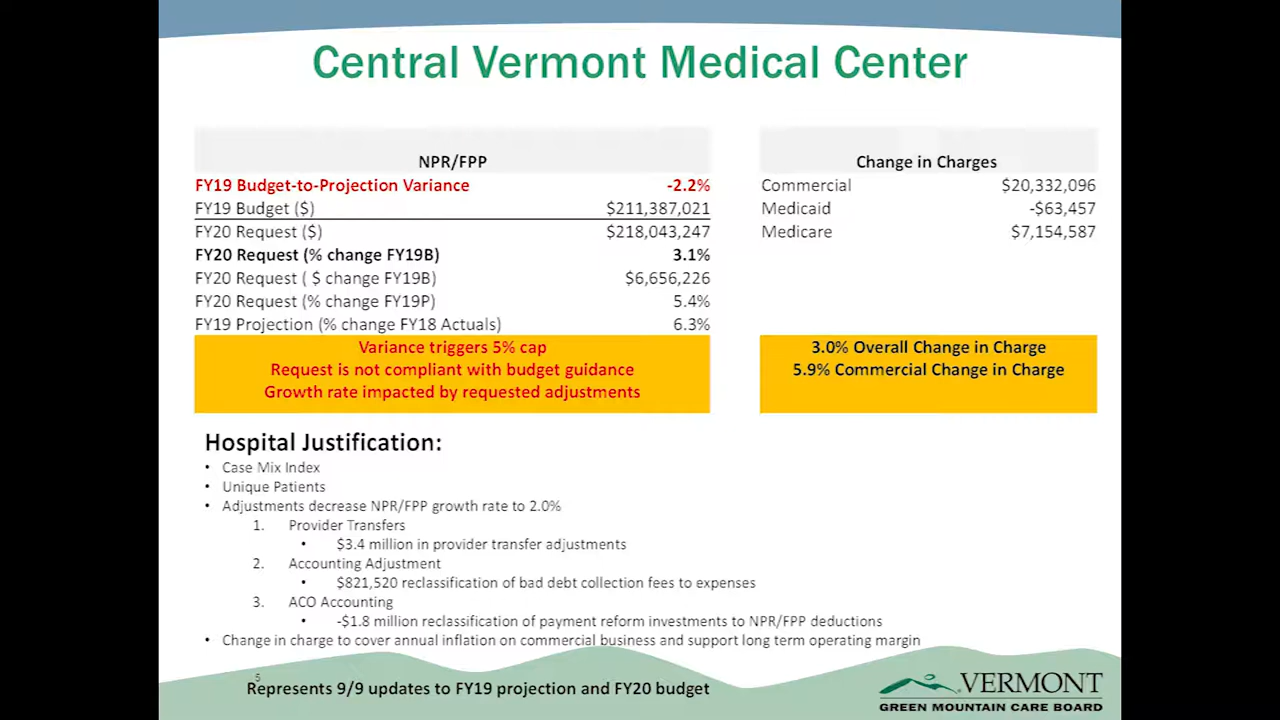 Central Vermont Medical Center
NPR/FPP
FY19 Budget-to-Projection Variance -2.2%
FY19 Budget ($) $211,387,021
FY20 Request ($) $218,043,247
FY20 Request (% change FY19B) 3.1%
FY20 Request ( $ change FY19B) $6,656,226
FY20 Request (% change FY19P) 5.4%
FY19 Projection (% change FY18 Actuals) 6.3%
Variance triggers 5% cap
Request is not compliant with budget guidance
Growth rate impacted by requested adjustments
Change in Charges
Commercial $20,332,096
Medicaid -$63,457
Medicare $7,154,587
3.0% Overall Change in Charge
5.9% Commercial Change in Charge
Hospital Justification:
• Case Mix Index
• Unique Patients
• Adjustments decrease NPR/FPP growth rate to 2.0%
1. Provider Transfers
• $3.4 million in provider transfer adjustments
2. Accounting Adjustment
• $821,520 reclassification of bad debt collection fees to expenses
3. ACO Accounting
• -$1.8 million reclassification of payment reform investments to NPR/FPP deductions
• Change in charge to cover annual inflation on commercial business and support long term operating margin
5
Represents 9/9 updates to FY19 projection and FY20 budget
VERMONT
GREEN MOUNTAIN CARE BOARD